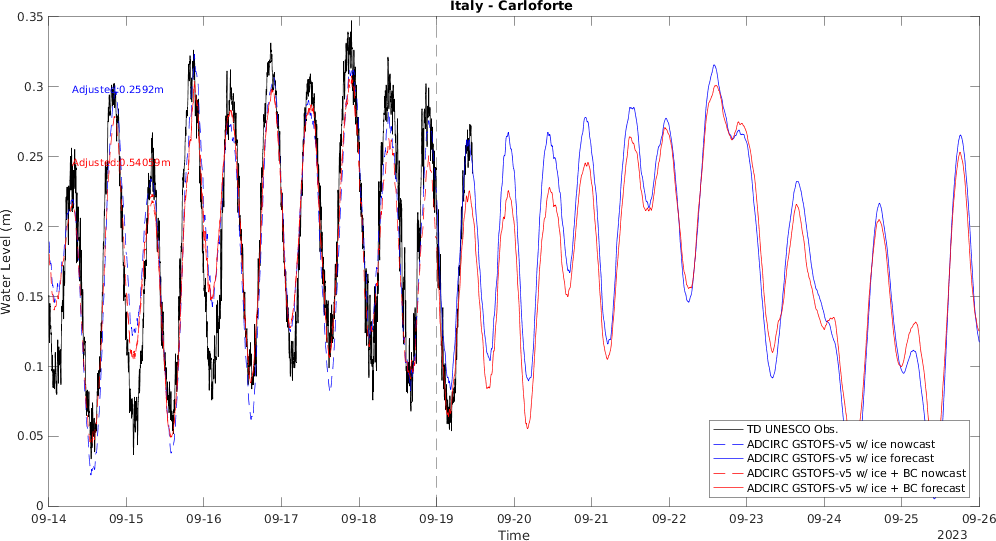 Italy - Carloforte
Water Level (m)
0.35
0.3
0.25
0.2
0.15
0.1
0.05
0
Adjusted:0.2592m
Adjusted:0.54059m
TD UNESCO Obs.
ADCIRC GSTOFS-v5 w/ ice nowcast
ADCIRC GSTOFS-v5 w/ ice forecast
ADCIRC GSTOFS-v5 w/ ice + BC nowcast
ADCIRC GSTOFS-v5 w/ ice + BC forecast
09-14 09-15 09-16 09-17 09-18 09-19 09-20 09-21 09-22 09-23 09-24 09-25 09-26
Time
2023